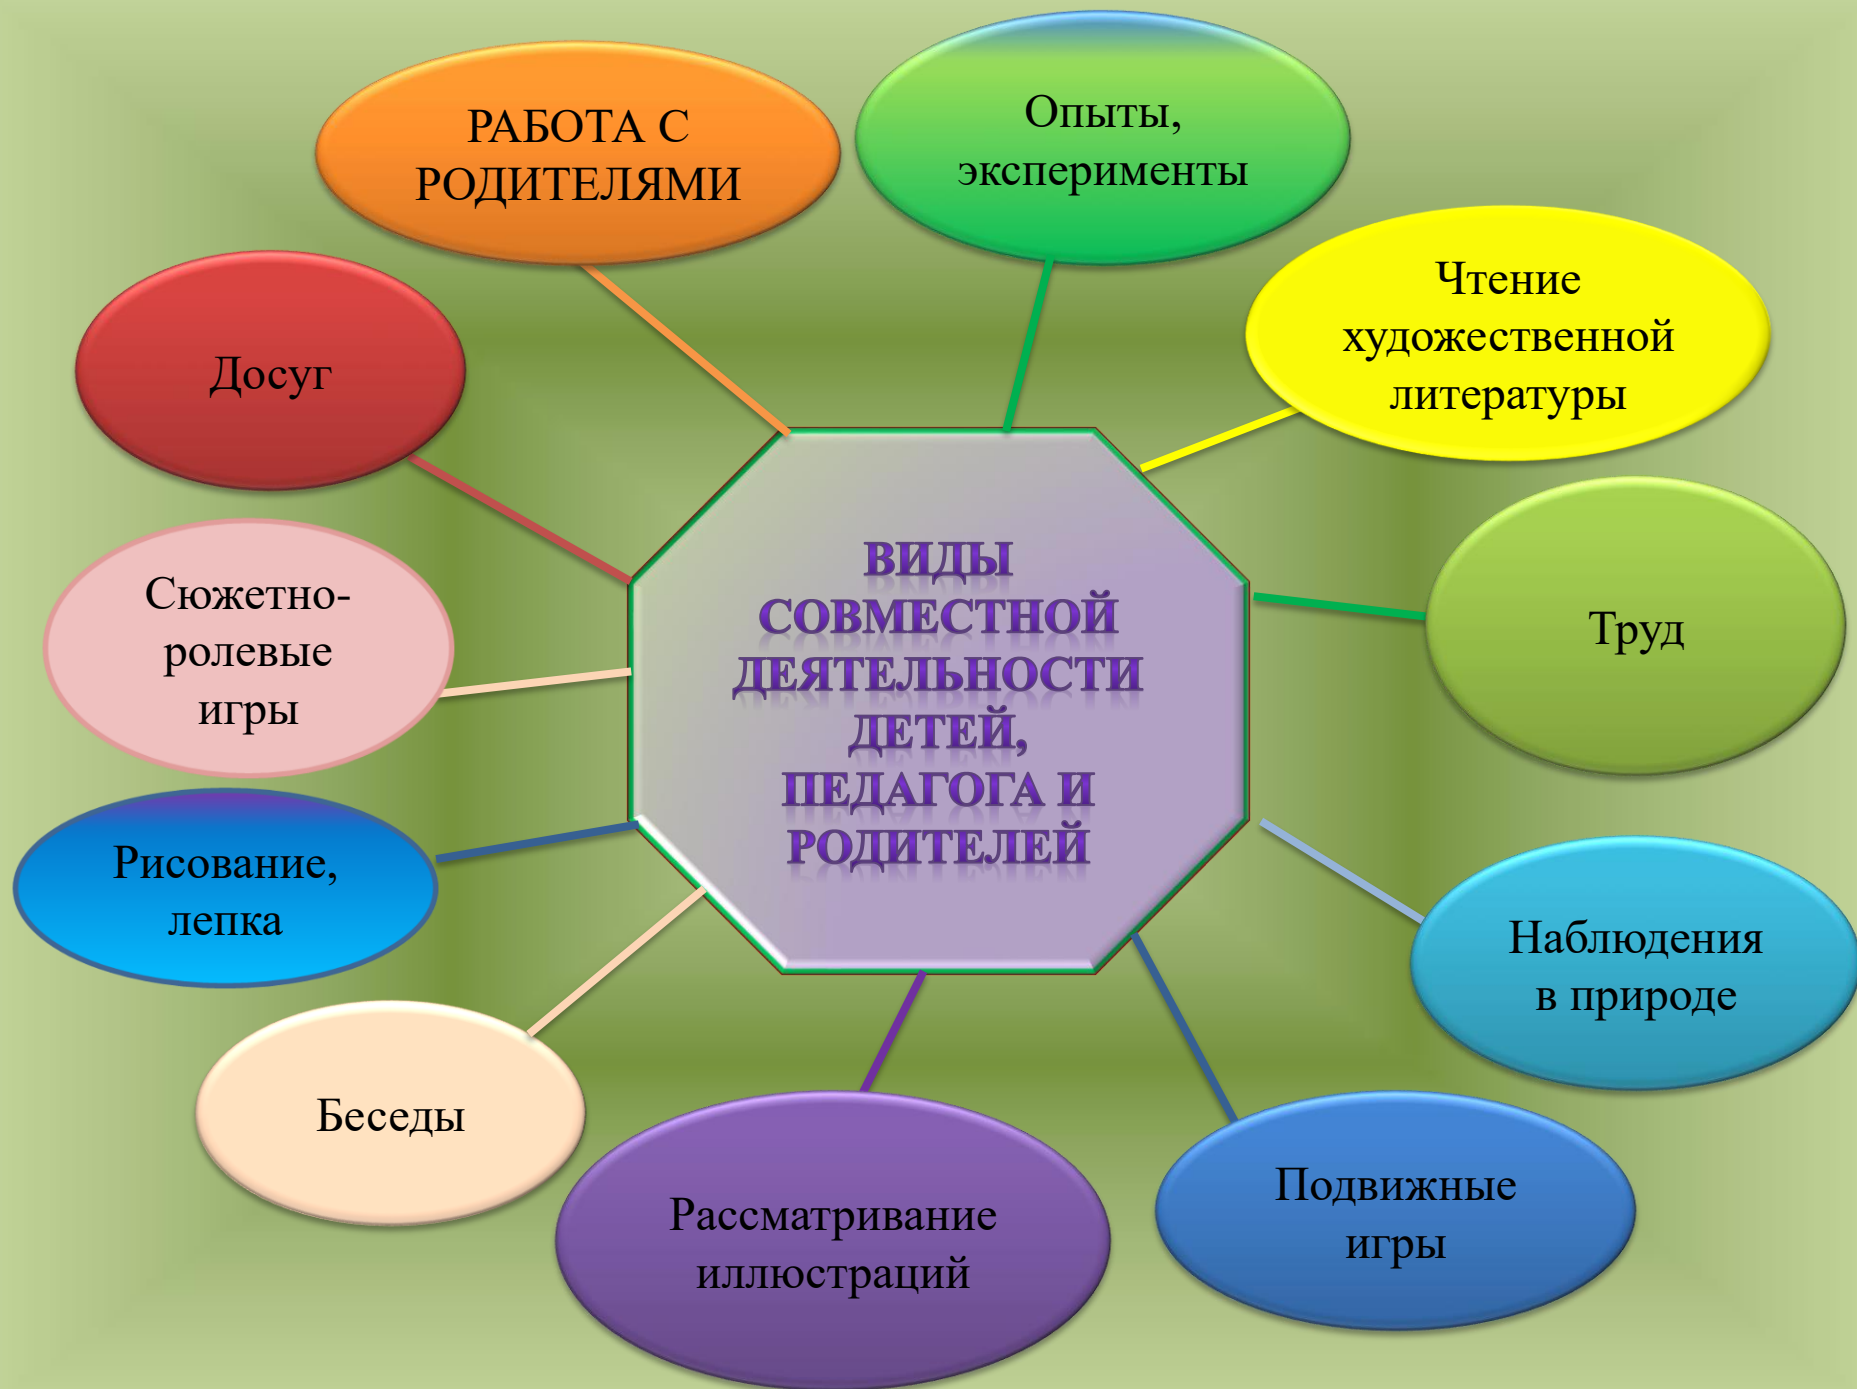 РАБОТА С
РОДИТЕЛЯМИ
Опыты,
эксперименты
Чтение
художественной
литературы
Труд
Наблюдения
в природе
Подвижные
игры
Рассматривание
иллюстраций
Беседы
Рисование,
лепка
Сюжетно-
ролевые
игры
Досуг
ВИДЫ
СОВМЕСТНОЙ
ДЕЯТЕЛЬНОСТИ
ДЕТЕЙ,
ПЕДАГОГА И
РОДИТЕЛЕЙ